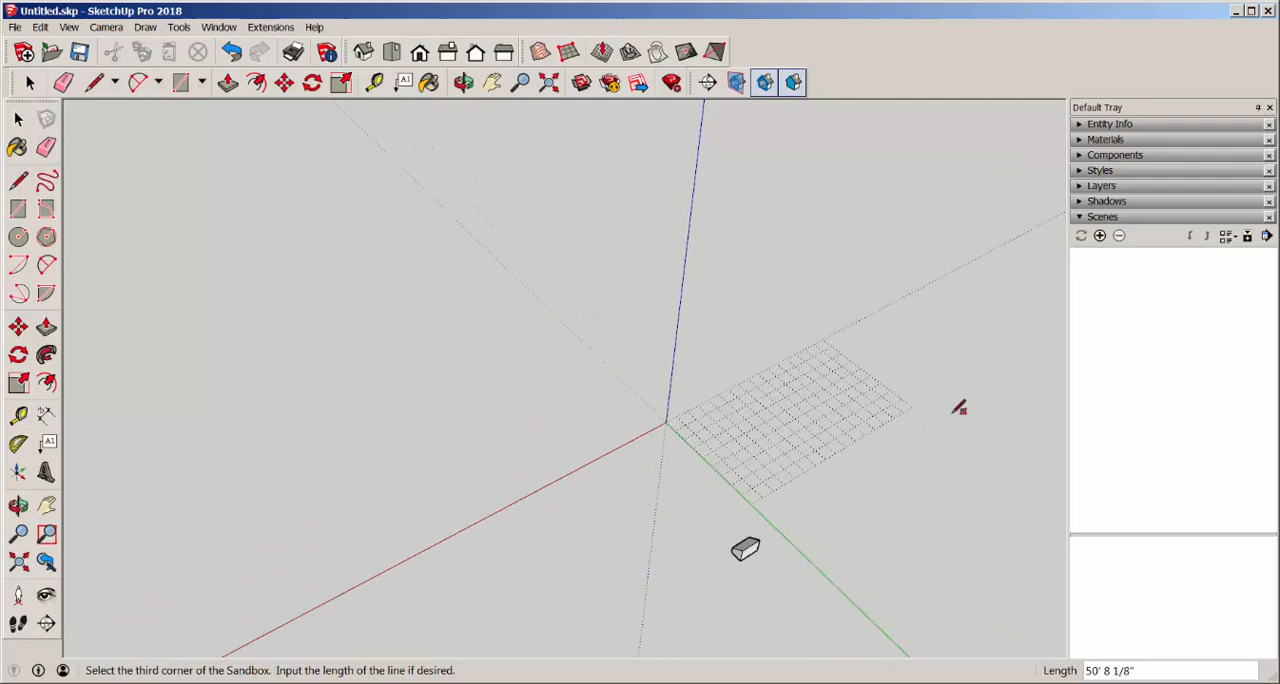 Untitled.skp - SketchUp Pro 2018
File Edit View Camera Draw Tools Window Extensions Help
A1
Default Tray
Entity Info
Materials
Components
Styles
Layers
Shadows
Scenes
A1
Select the third corner of the Sandbox. Input the length of the line if desired.
Length 50' 8 1/8"